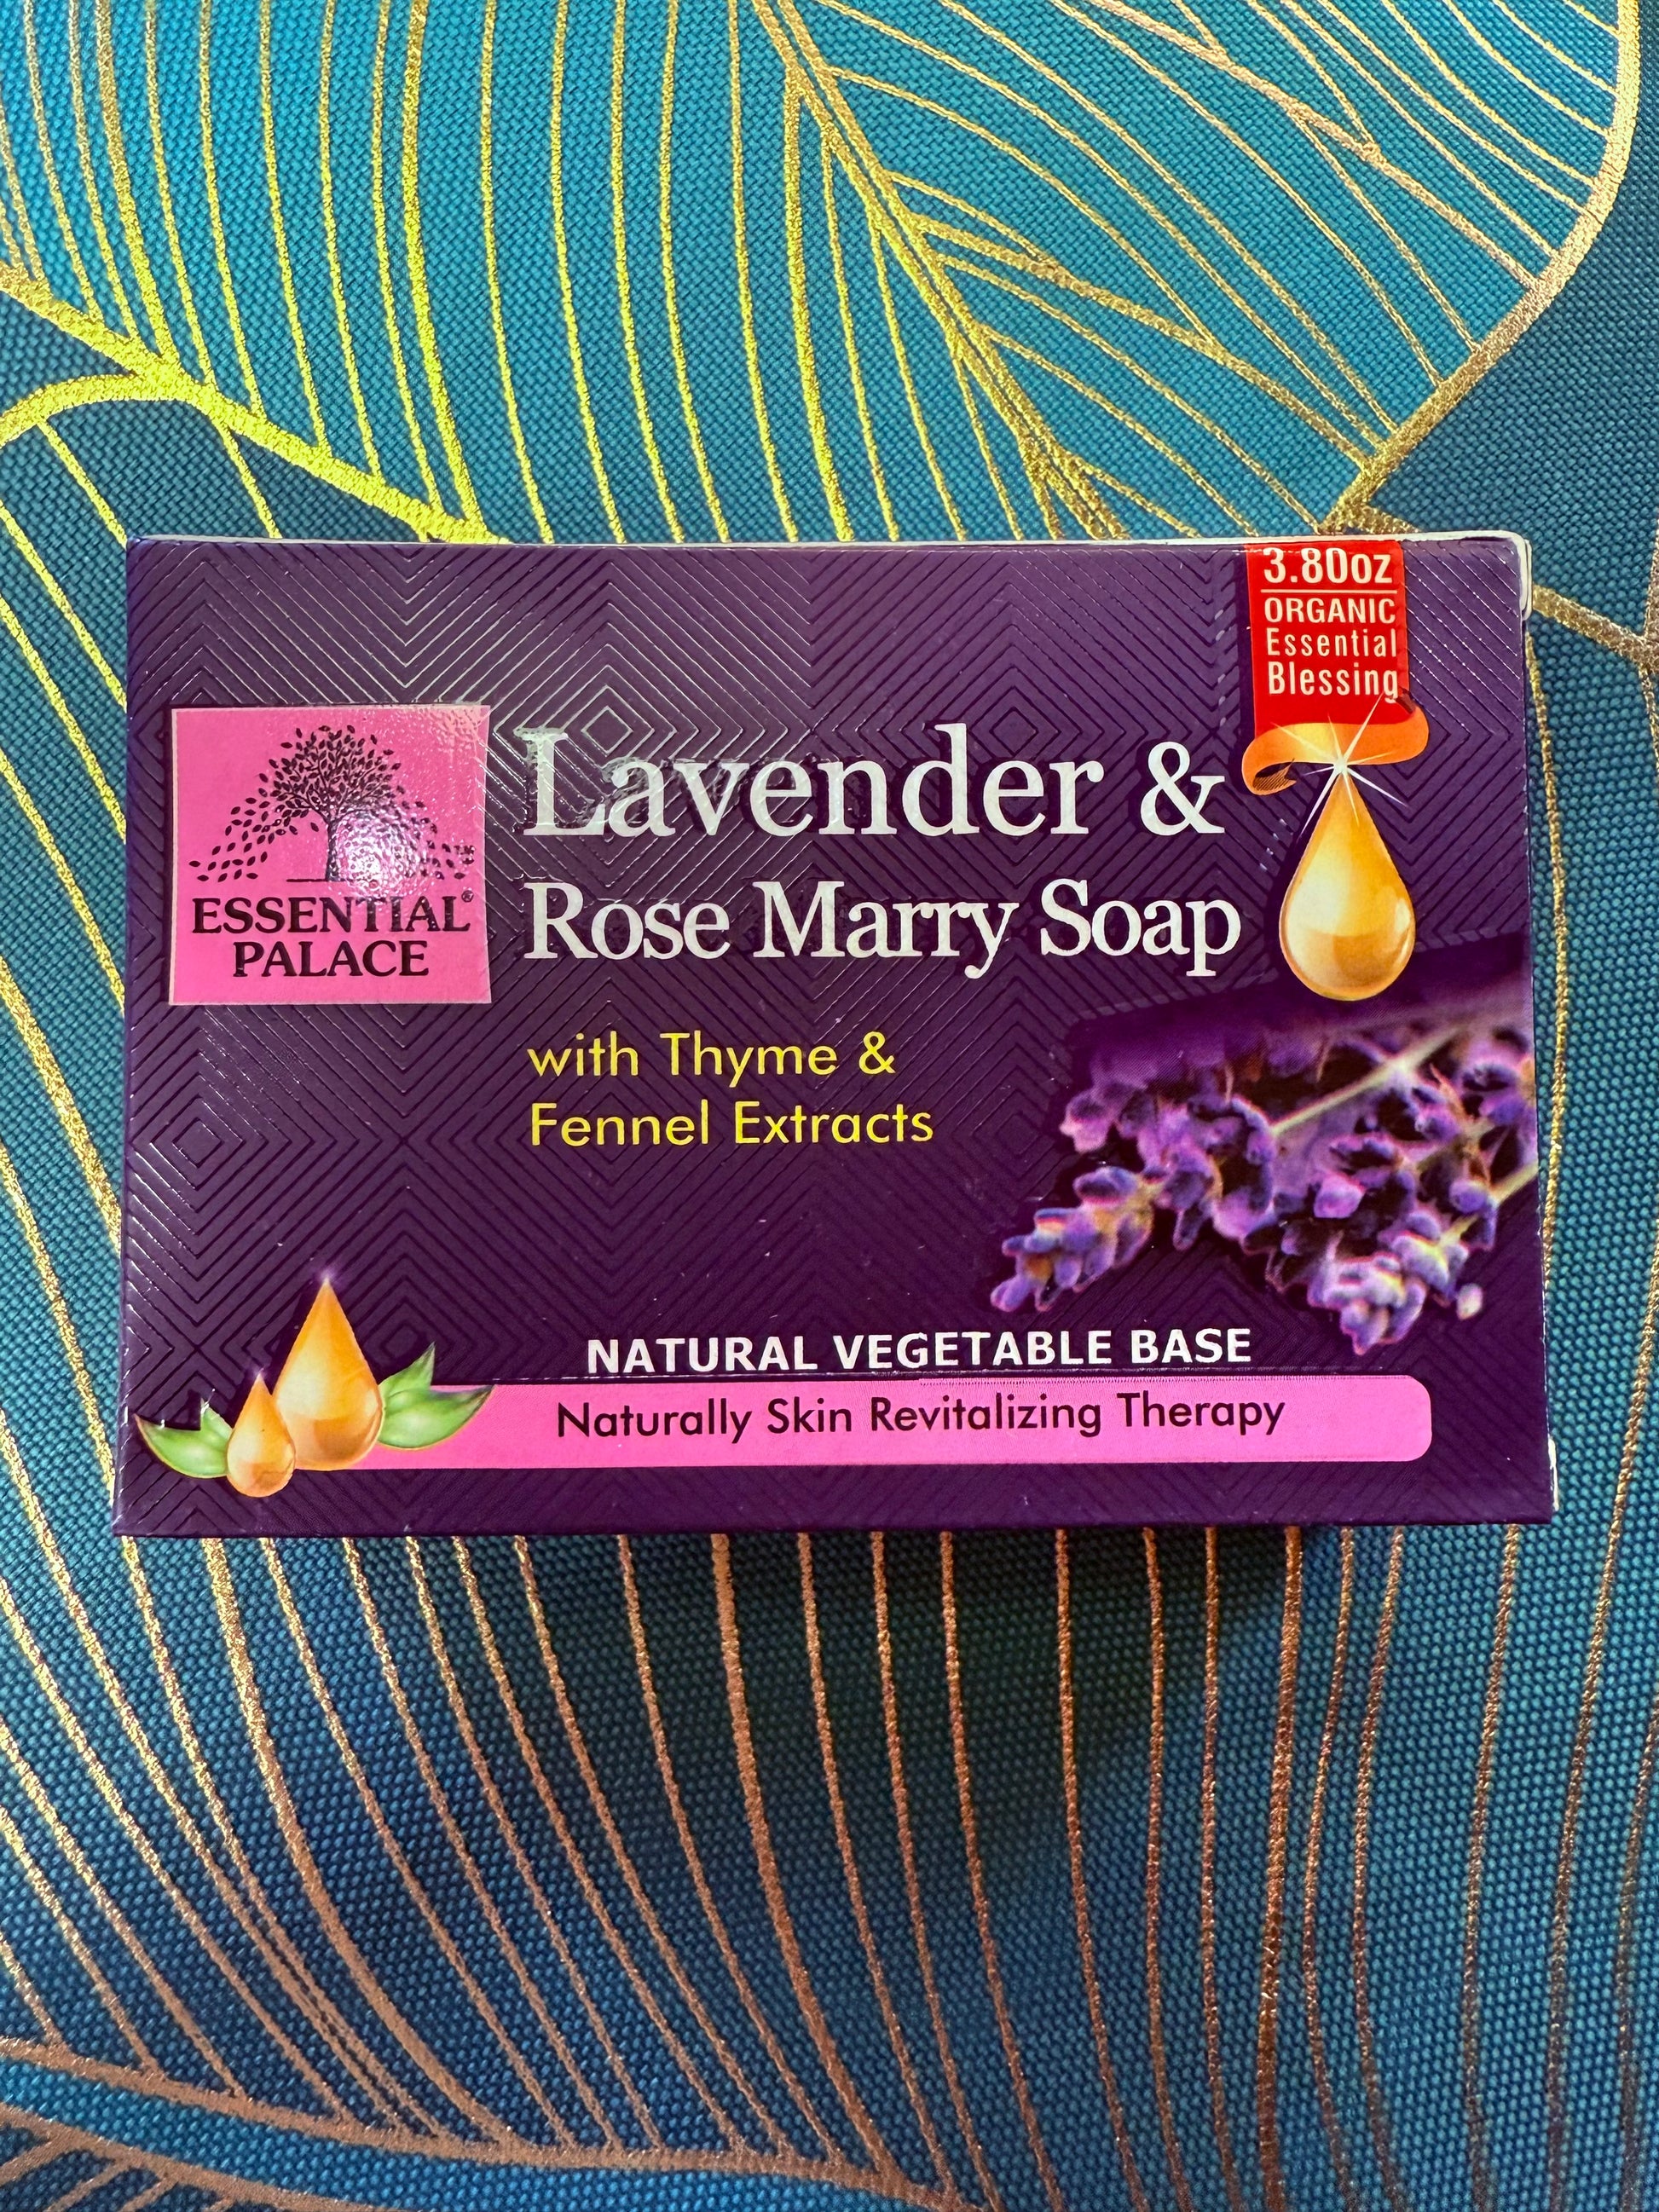 3.80oz
ORGANIC
Essential
Blessing
ESSENTIAL®
PALACE
Lavender &
Rose Marry Soap
with Thyme &
Fennel Extracts
NATURAL VEGETABLE BASE
Naturally Skin Revitalizing Therapy